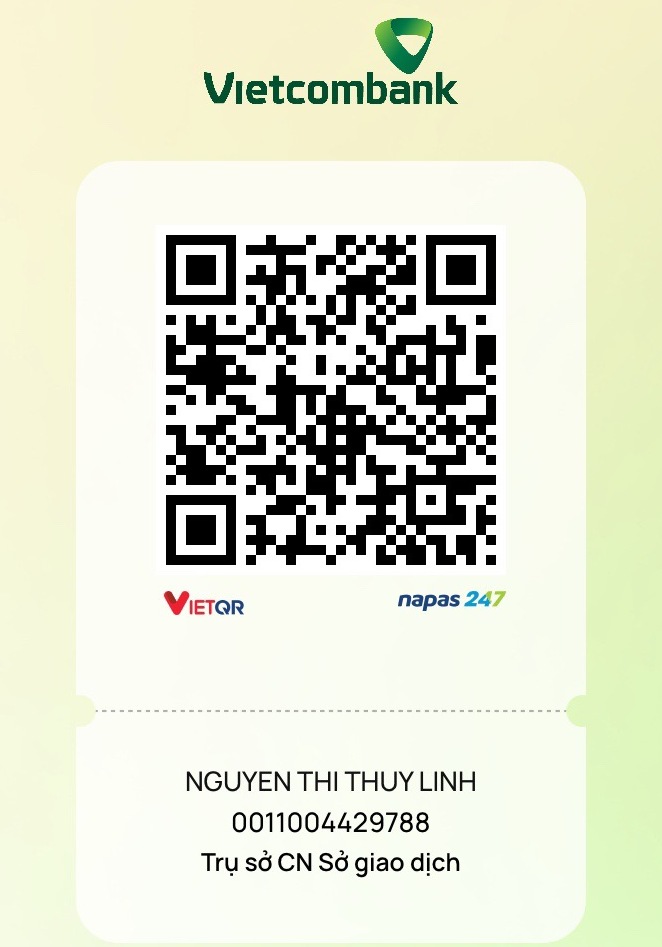 Vietcombank
VIETQR
napas 247
NGUYEN THI THUY LINH
0011004429788
Trụ sở CN Sở giao dịch